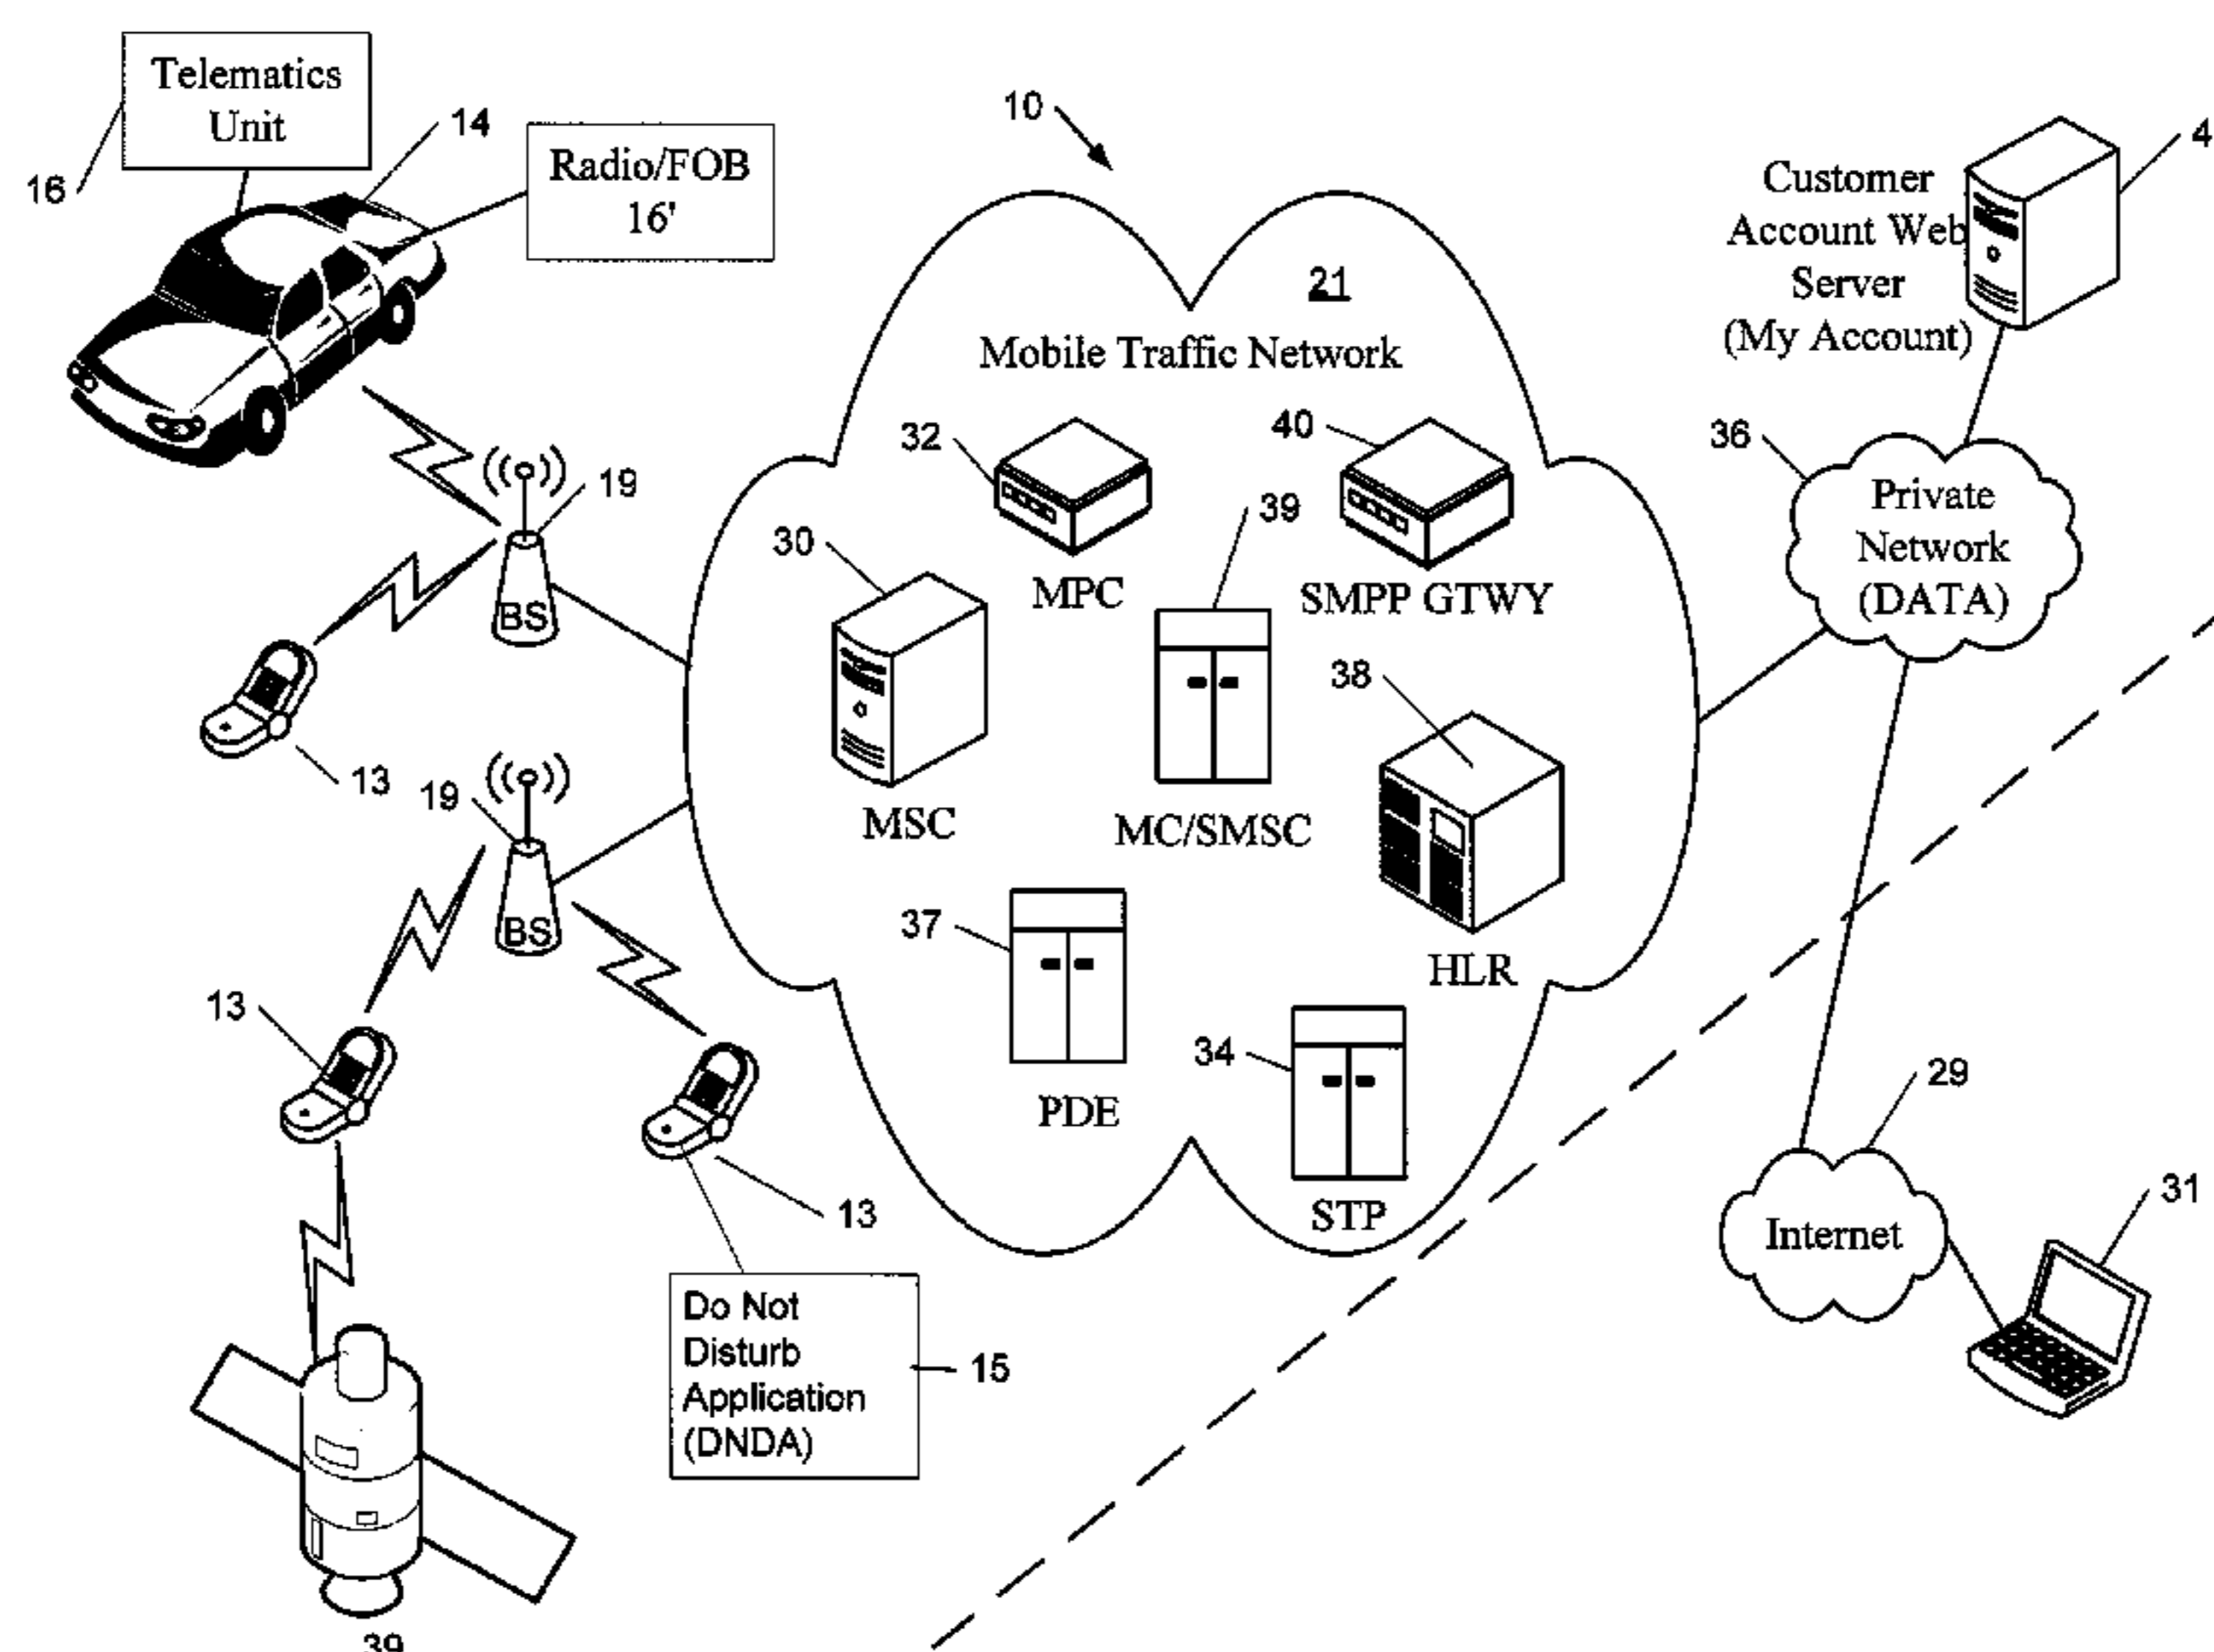 Telematics
Unit
16
14
Radio/FOB
16'
10
Customer
Account Web
Server
(My Account)
4
21
Mobile Traffic Network
32
MPC
40
SMPP GTWY
39
MC/SMSC
30
MSC
38
HLR
37
PDE
34
STP
36
Private
Network
(DATA)
19
BS
13
19
BS
13
13
Do Not
Disturb
Application
(DNDA)
15
29
Internet
31
39